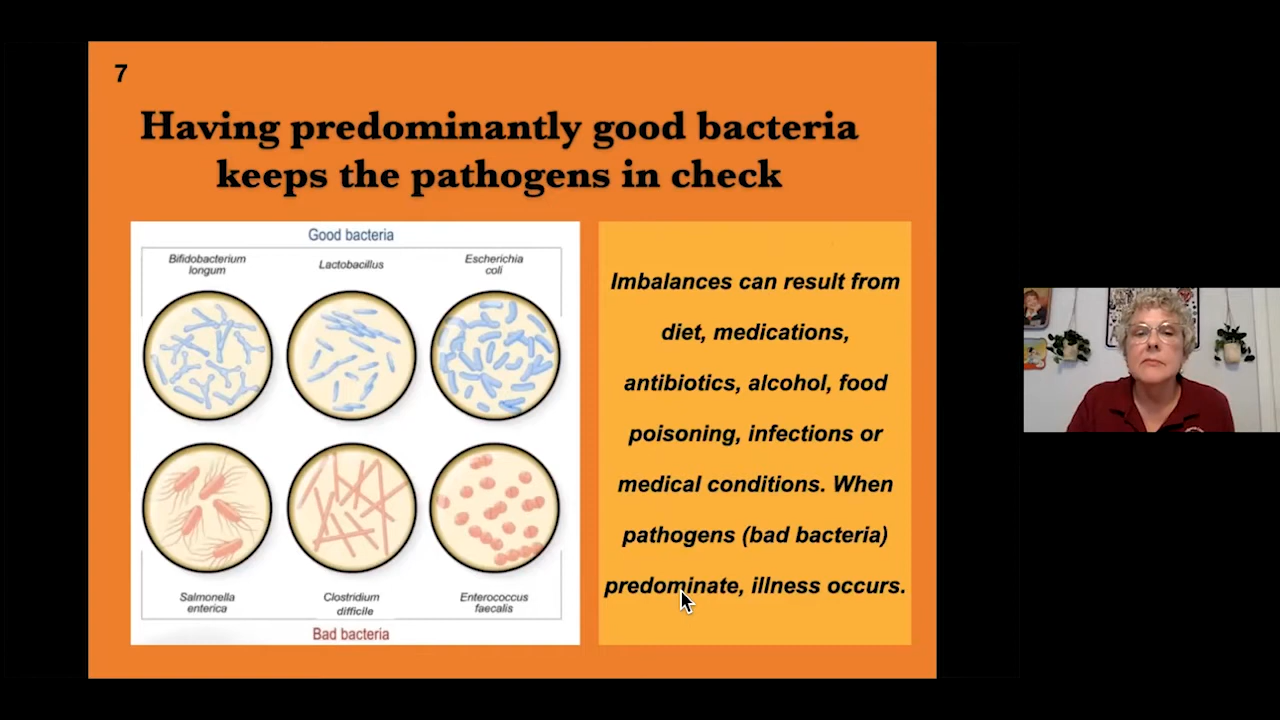 7
Having predominantly good bacteria
keeps the pathogens in check
Good bacteria
Bifidobacterium
longum
Lactobacillus
Escherichia
coli
Salmonella
enterica
Clostridium
difficile
Enterococcus
faecalis
Bad bacteria
Imbalances can result from
diet, medications,
antibiotics, alcohol, food
poisoning, infections or
medical conditions. When
pathogens (bad bacteria)
predominate, illness occurs.